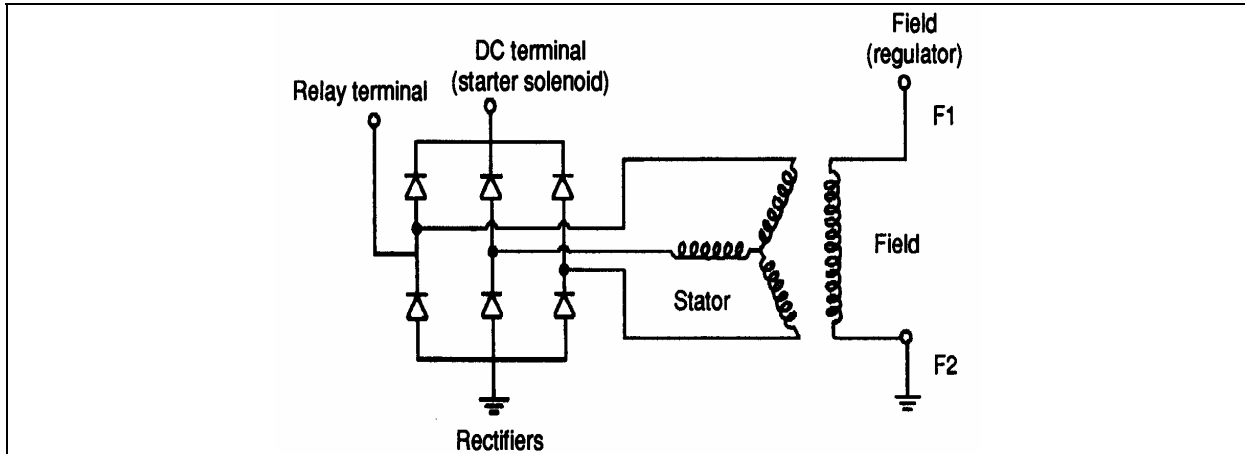 Field
(regulator)
DC terminal
(starter solenoid)
Relay terminal
F1
Field
Stator
F2
Rectifiers